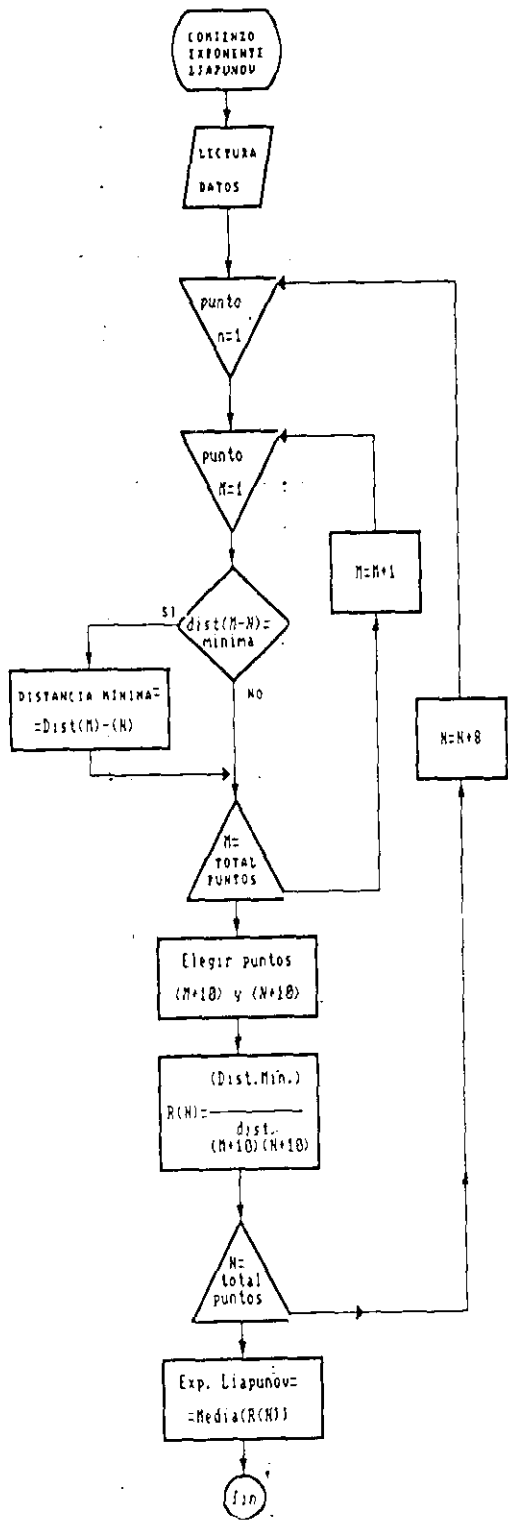 COMIENZO
EXPONENTE
LIAPUNOV
LECTURA
DATOS
punto
n=1
punto
M=1
M=M+1
SI
dist(M-N)=
minima
NO
DISTANCIA MINIMA=
=Dist(M)-(N)
N=N+8
M=
TOTAL
PUNTOS
Elegir puntos
(M+10) y (N+10)
(Dist.Min.)
R(N)=
dist.
(M+10)(N+10)
N=
total
puntos
Exp. Liapunov=
=Media(R(N))
fin